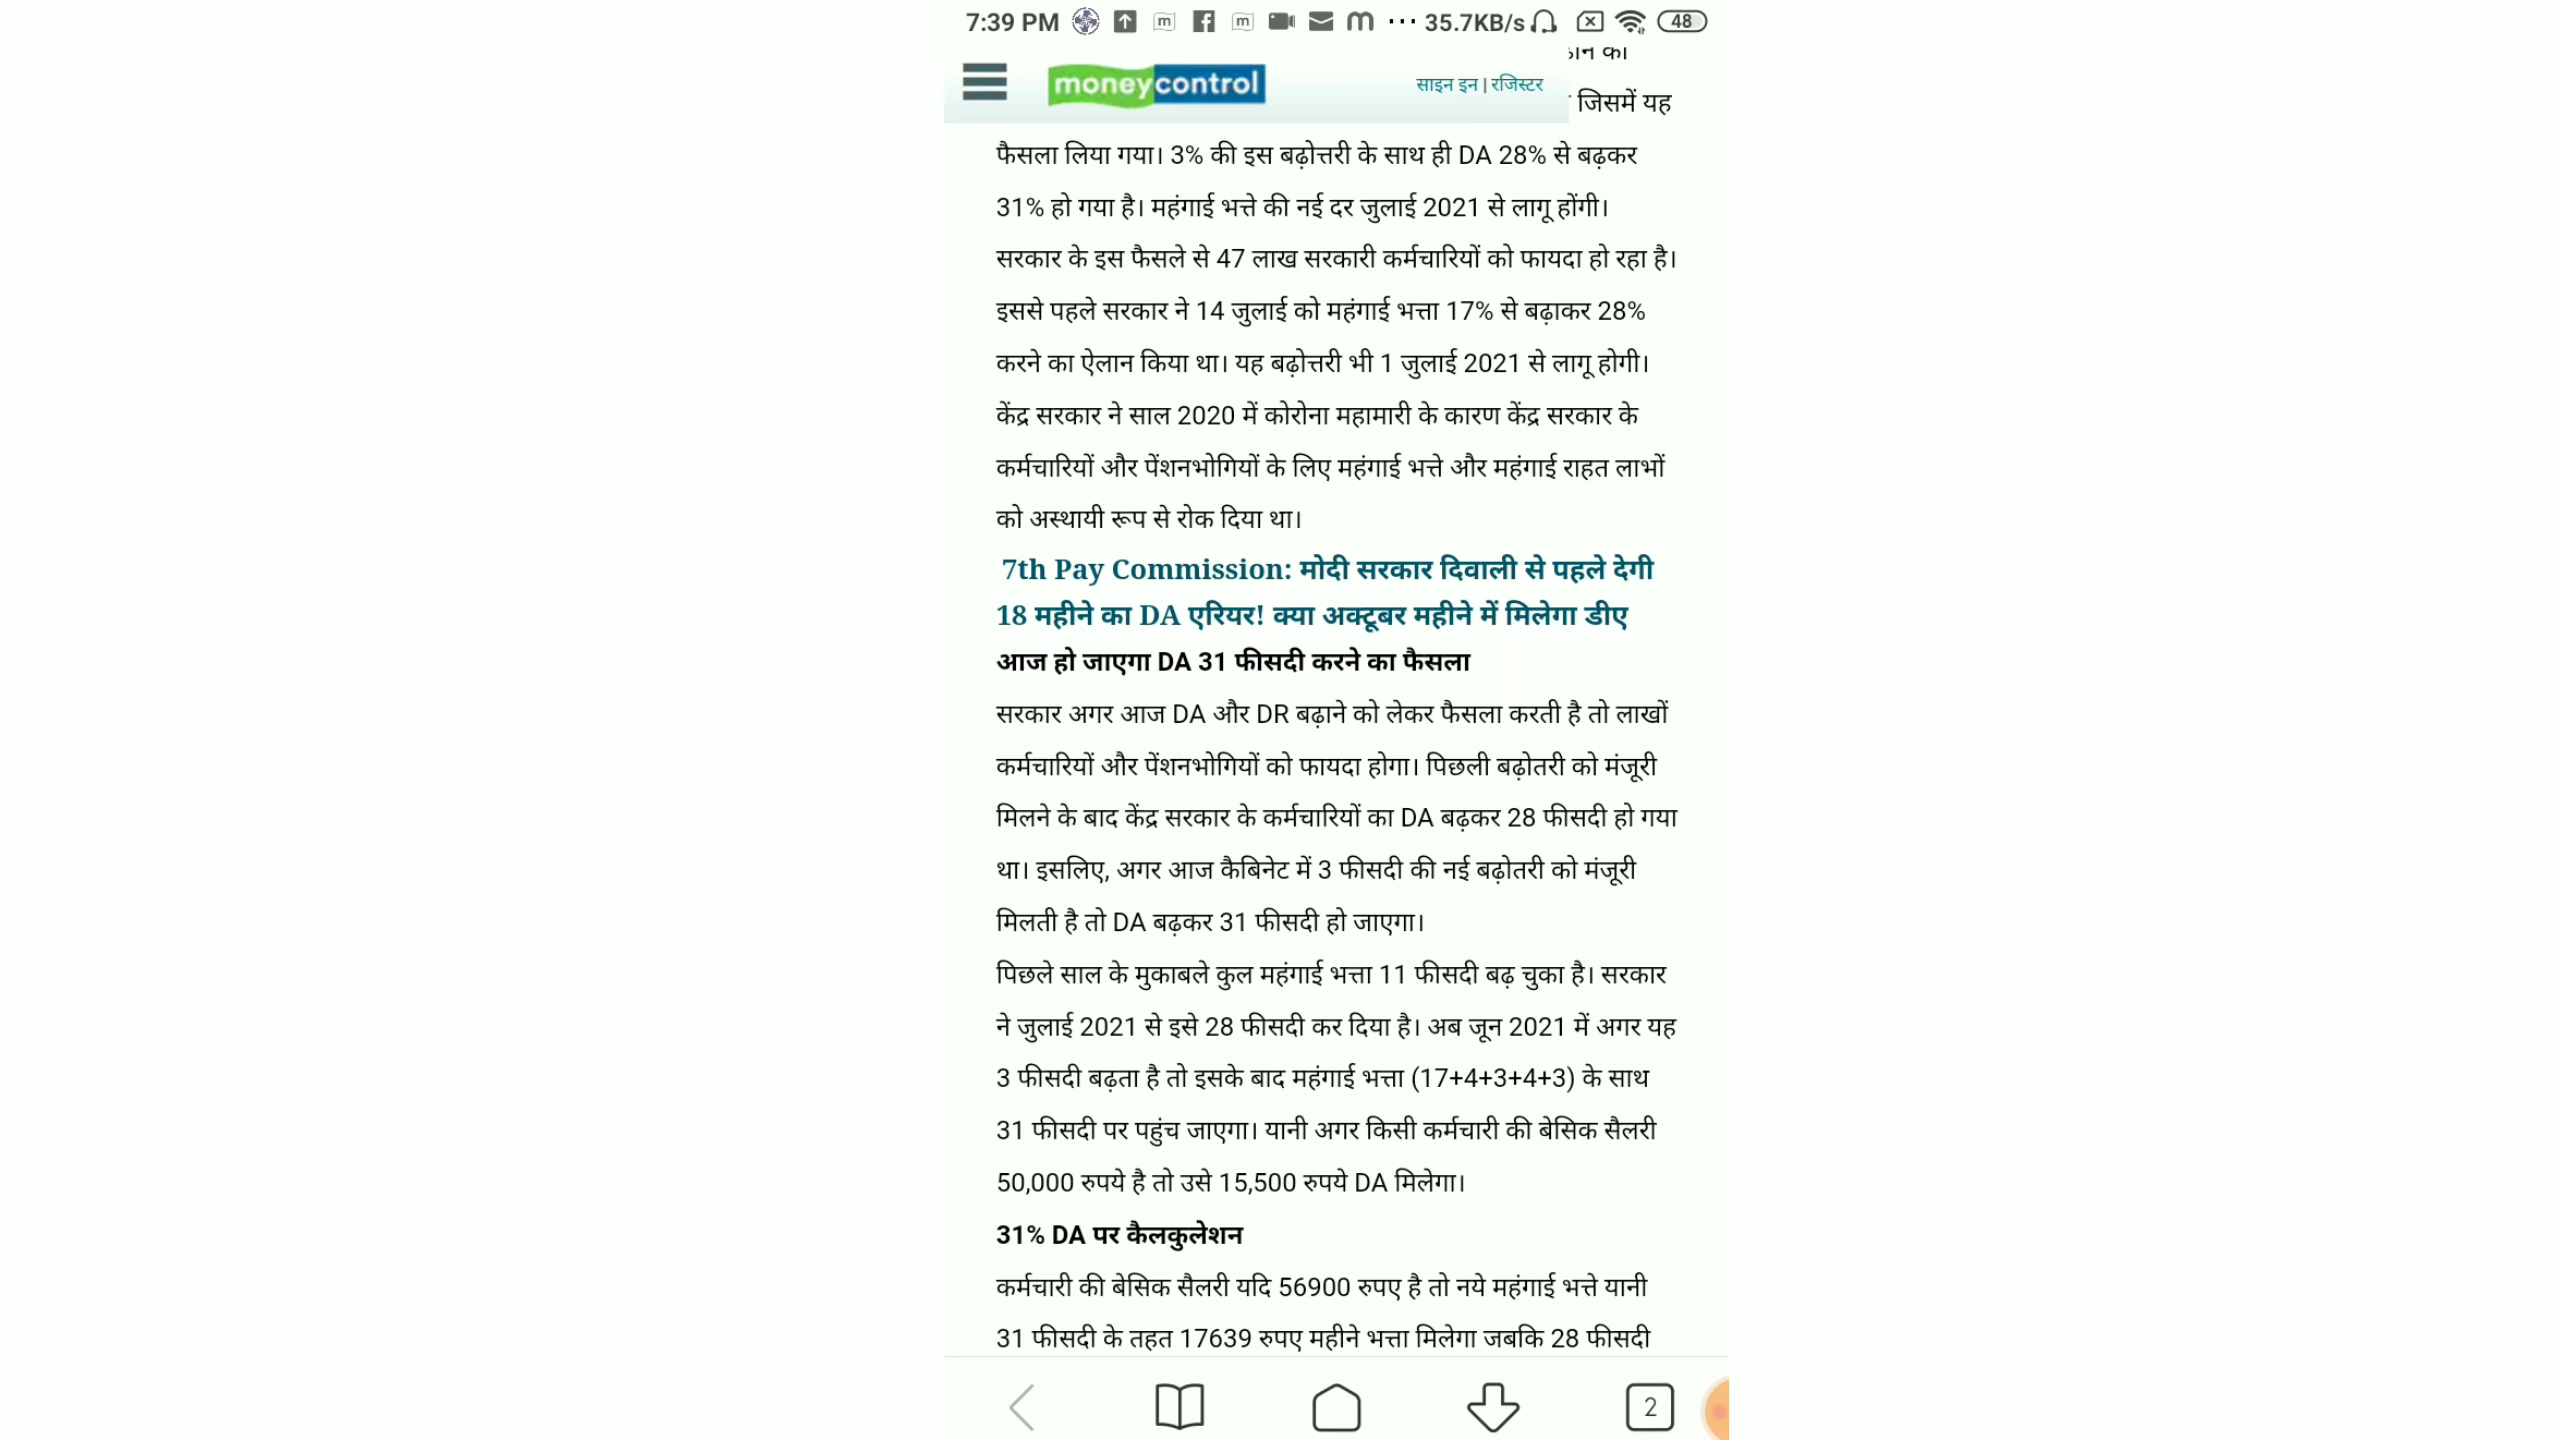 7:39 PM m f m m ... 35.7KB/s 48
moneycontrol साइन इन | रजिस्टर
जिसमें यह
फैसला लिया गया। 3% की इस बढ़ोत्तरी के साथ ही DA 28% से बढ़कर
31% हो गया है। महंगाई भत्ते की नई दर जुलाई 2021 से लागू होंगी।
सरकार के इस फैसले से 47 लाख सरकारी कर्मचारियों को फायदा हो रहा है।
इससे पहले सरकार ने 14 जुलाई को महंगाई भत्ता 17% से बढ़ाकर 28%
करने का ऐलान किया था। यह बढ़ोत्तरी भी 1 जुलाई 2021 से लागू होगी।
केंद्र सरकार ने साल 2020 में कोरोना महामारी के कारण केंद्र सरकार के
कर्मचारियों और पेंशनभोगियों के लिए महंगाई भत्ते और महंगाई राहत लाभों
को अस्थायी रूप से रोक दिया था।
7th Pay Commission: मोदी सरकार दिवाली से पहले देगी
18 महीने का DA एरियर! क्या अक्टूबर महीने में मिलेगा डीए
आज हो जाएगा DA 31 फीसदी करने का फैसला
सरकार अगर आज DA और DR बढ़ाने को लेकर फैसला करती है तो लाखों
कर्मचारियों और पेंशनभोगियों को फायदा होगा। पिछली बढ़ोतरी को मंजूरी
मिलने के बाद केंद्र सरकार के कर्मचारियों का DA बढ़कर 28 फीसदी हो गया
था। इसलिए, अगर आज कैबिनेट में 3 फीसदी की नई बढ़ोतरी को मंजूरी
मिलती है तो DA बढ़कर 31 फीसदी हो जाएगा।
पिछले साल के मुकाबले कुल महंगाई भत्ता 11 फीसदी बढ़ चुका है। सरकार
ने जुलाई 2021 से इसे 28 फीसदी कर दिया है। अब जून 2021 में अगर यह
3 फीसदी बढ़ता है तो इसके बाद महंगाई भत्ता (17+4+3+4+3) के साथ
31 फीसदी पर पहुंच जाएगा। यानी अगर किसी कर्मचारी की बेसिक सैलरी
50,000 रुपये है तो उसे 15,500 रुपये DA मिलेगा।
31% DA पर कैलकुलेशन
कर्मचारी की बेसिक सैलरी यदि 56900 रुपए है तो नये महंगाई भत्ते यानी
31 फीसदी के तहत 17639 रुपए महीने भत्ता मिलेगा जबकि 28 फीसदी
2